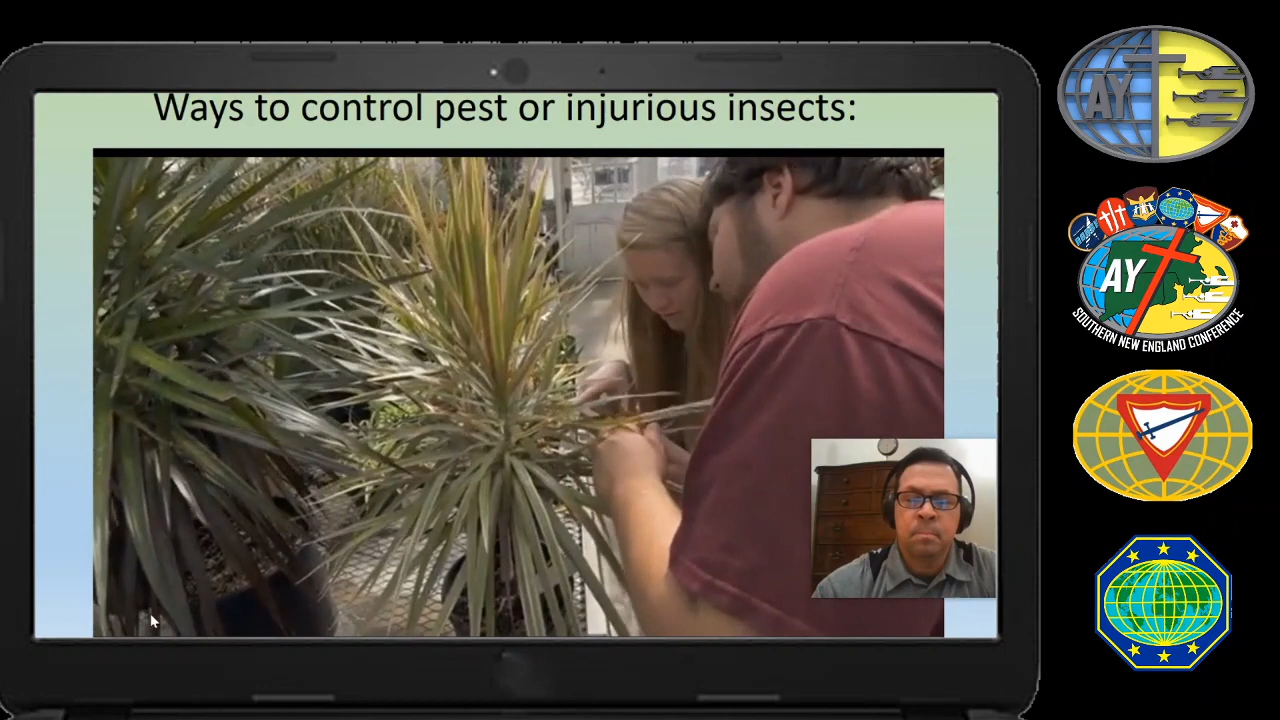 Ways to control pest or injurious insects:
AY
AY
SOUTHERN NEW ENGLAND CONFERENCE